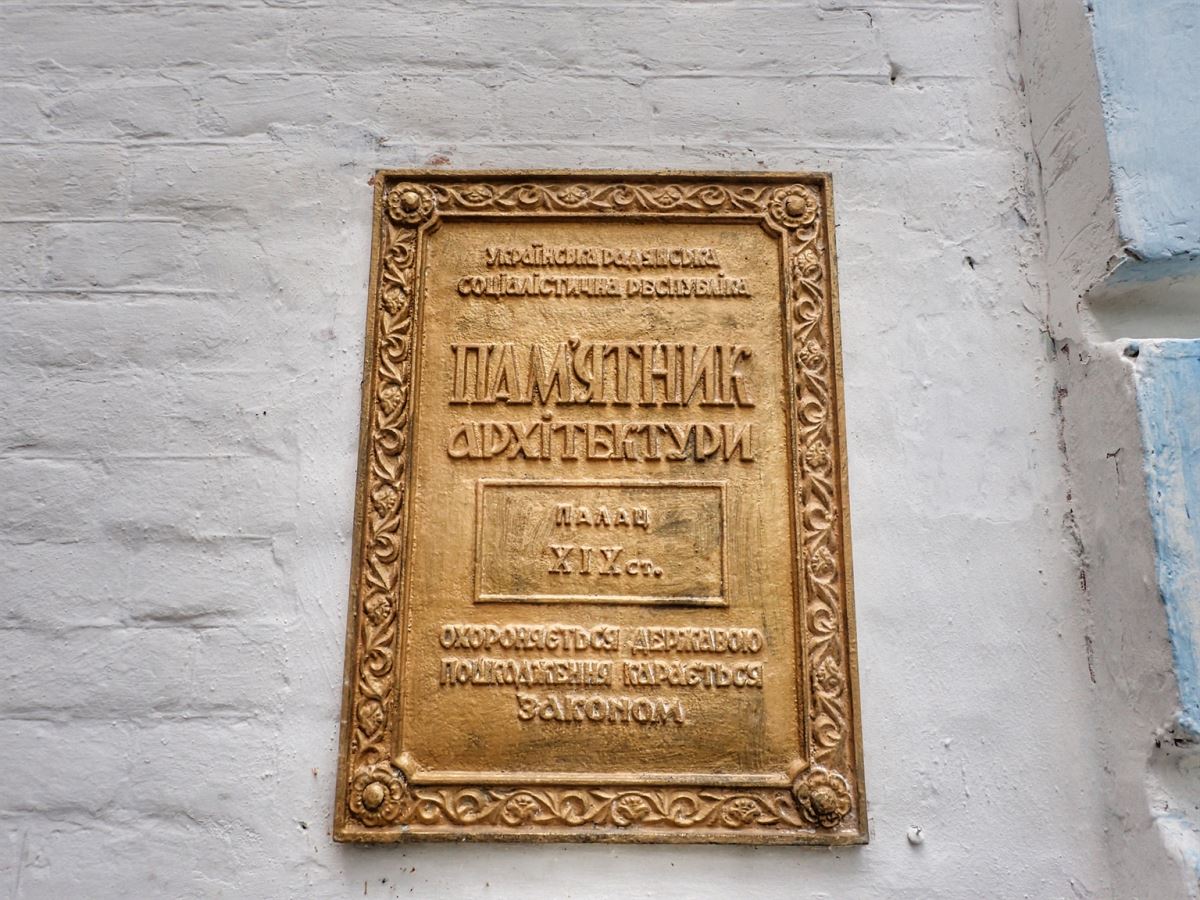 УКРАЇНСЬКА РАДЯНСЬКА
СОЦІАЛІСТИЧНА РЕСПУБЛІКА
ПАМ'ЯТНИК
АРХІТЕКТУРИ
ПАЛАЦ
XIX ст.
ОХОРОНЯЄТЬСЯ ДЕРЖАВОЮ
ПОШКОДЖЕННЯ КАРАЄТЬСЯ
ЗАКОНОМ